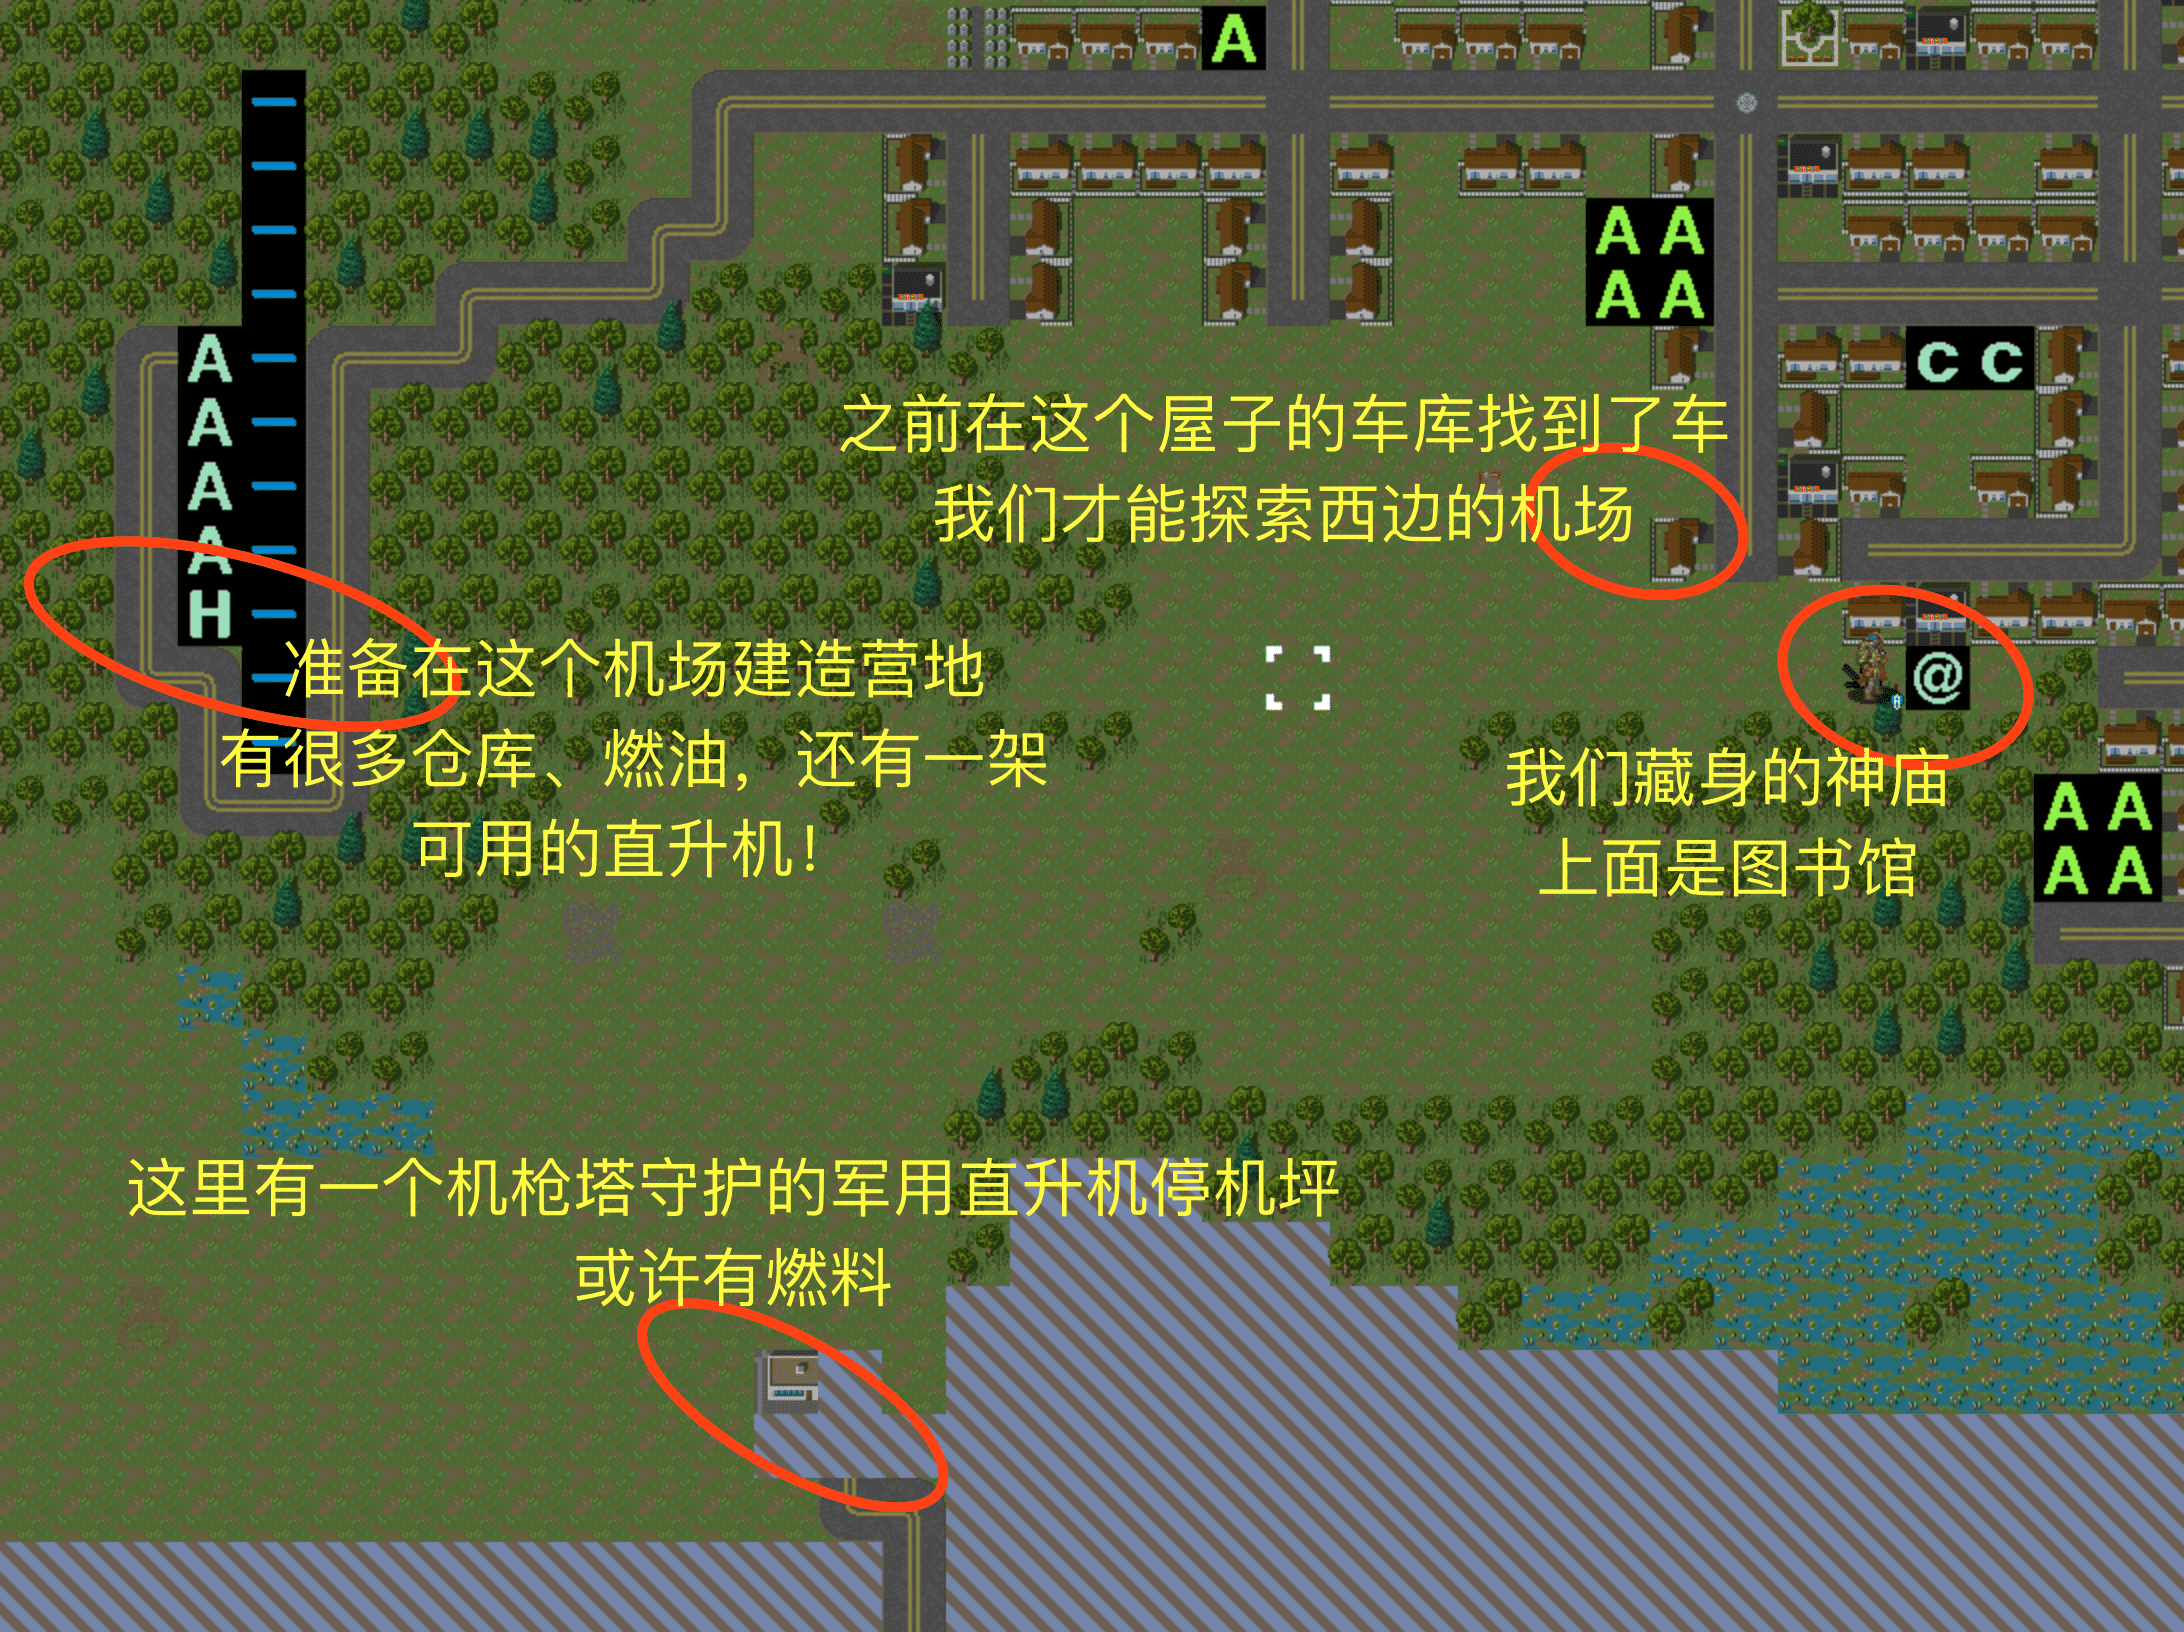 A
A A
A A
C C
A
A
A
A
H
之前在这个屋子的车库找到了车
我们才能探索西边的机场
准备在这个机场建造营地
有很多仓库、燃油，还有一架
可用的直升机！
@
我们藏身的神庙
上面是图书馆
A A
A A
这里有一个机枪塔守护的军用直升机停机坪
或许有燃料